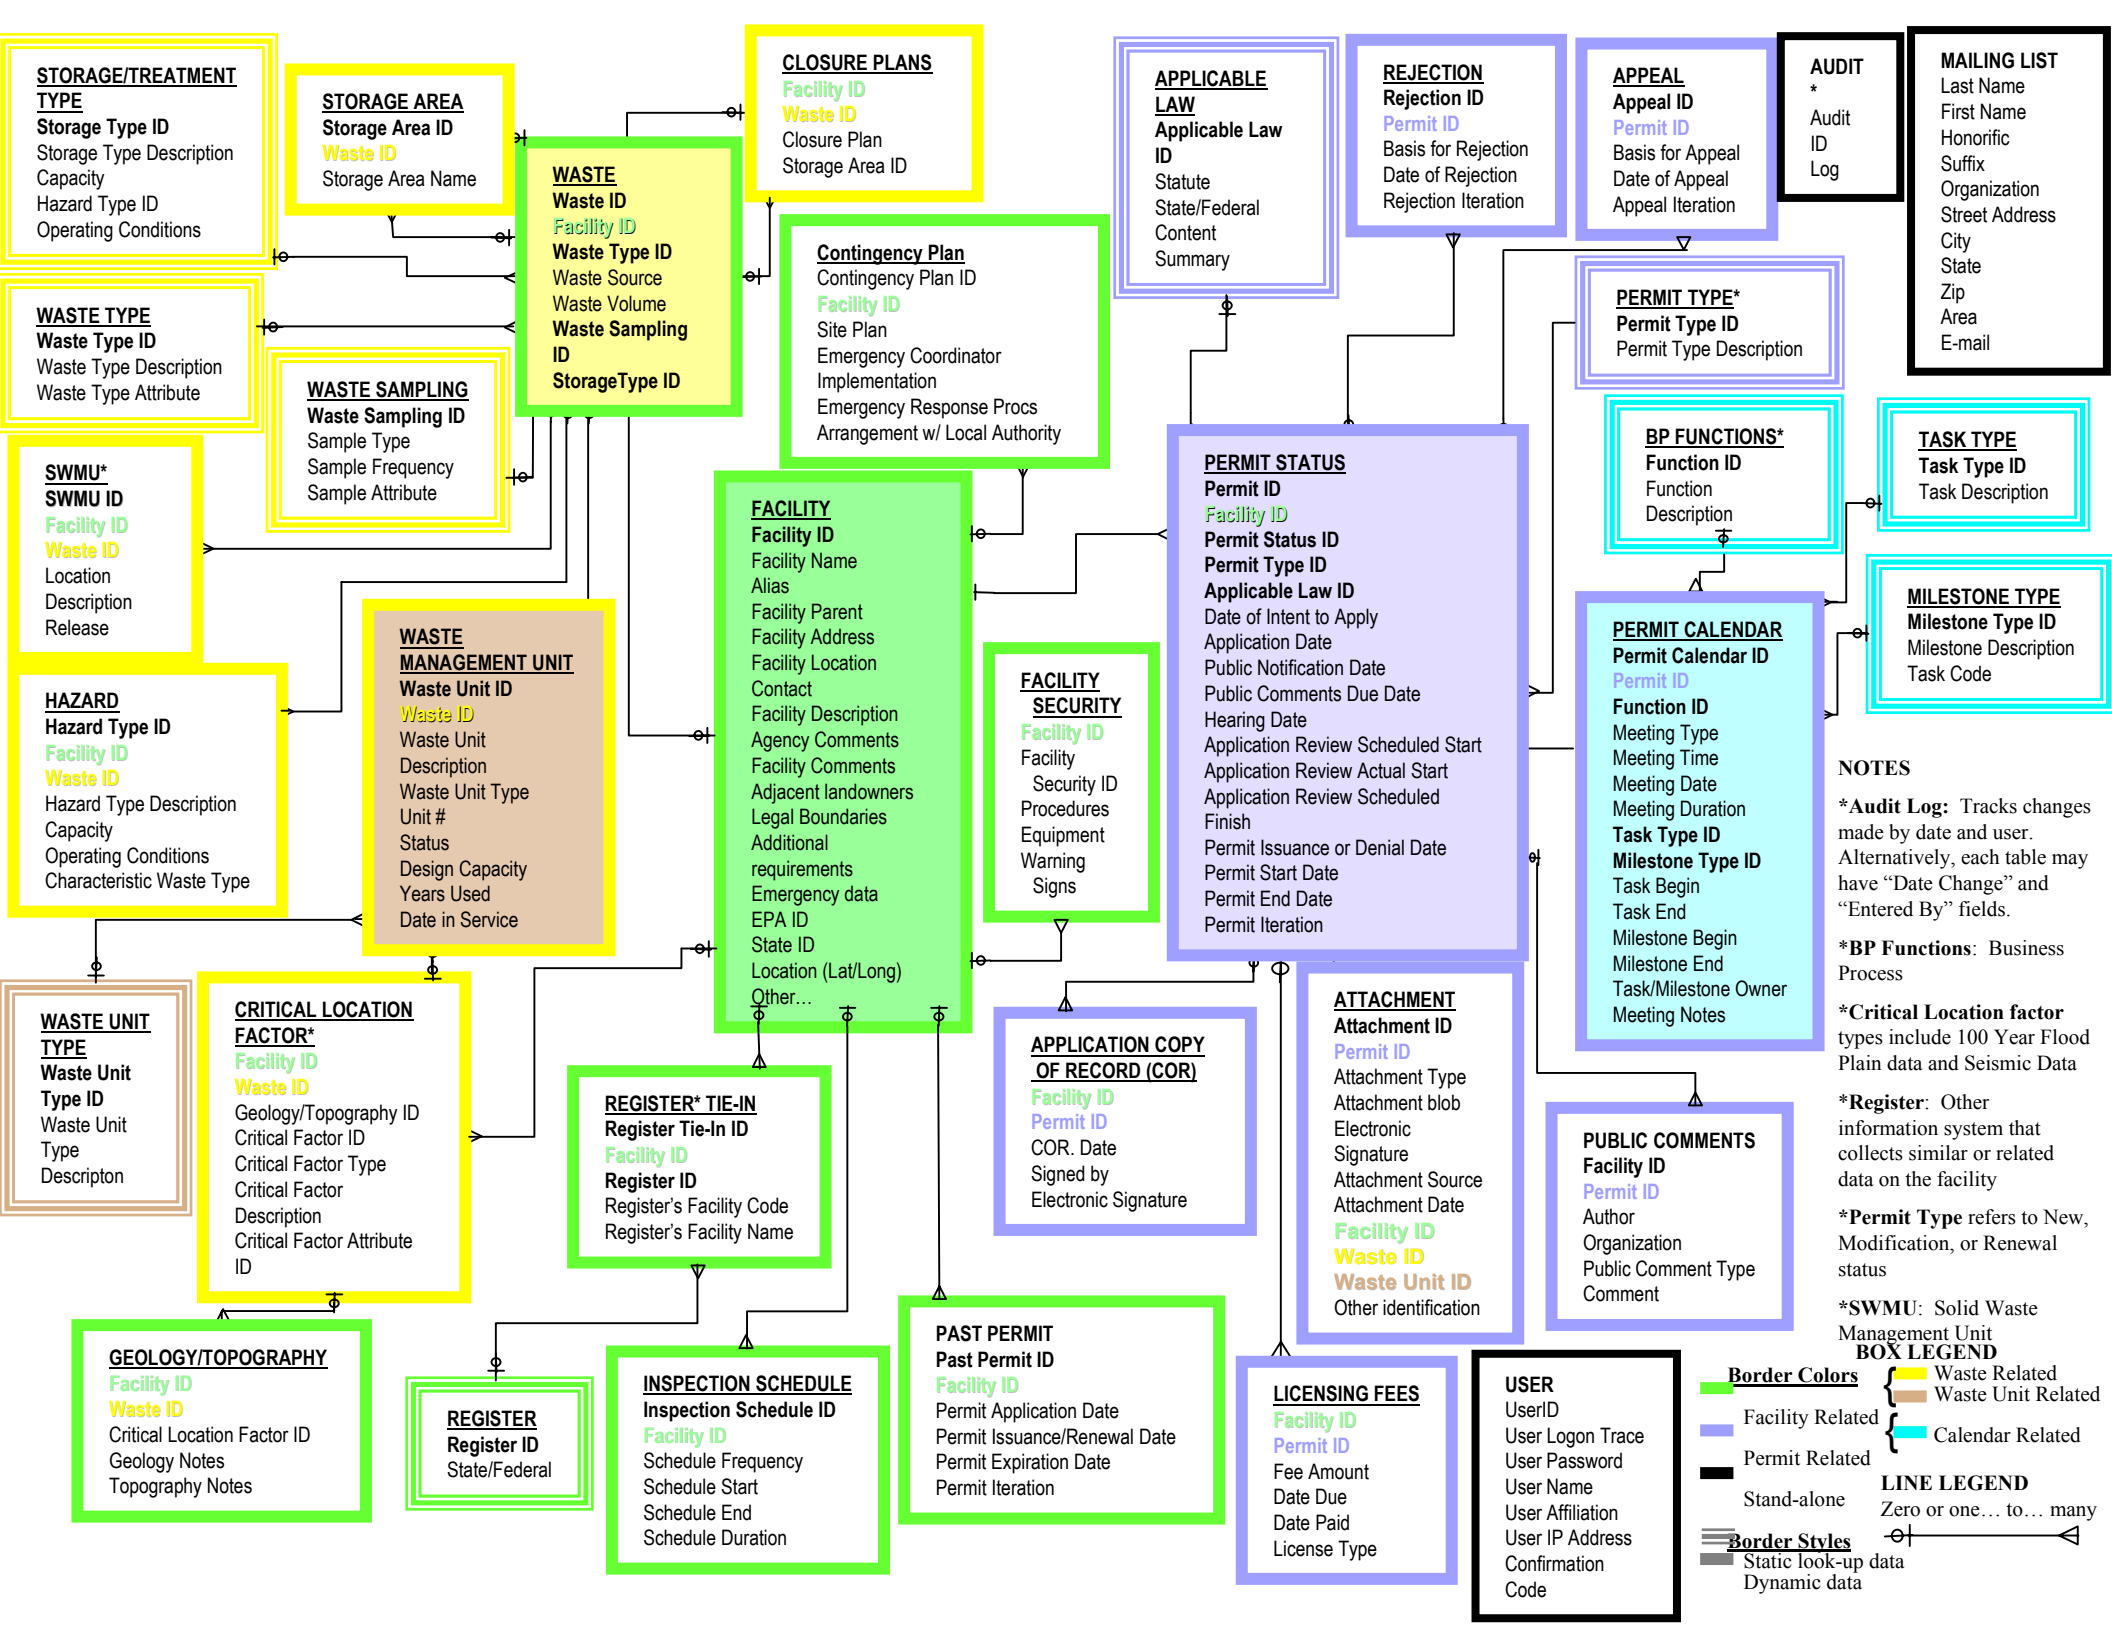 STORAGE/TREATMENT
TYPE
Storage Type ID
Storage Type Description
Capacity
Hazard Type ID
Operating Conditions
STORAGE AREA
Storage Area ID
Waste ID
Storage Area Name
WASTE
Waste ID
Facility ID
Waste Type ID
Waste Source
Waste Volume
Waste Sampling
ID
StorageType ID
CLOSURE PLANS
Facility ID
Waste ID
Closure Plan
Storage Area ID
Contingency Plan
Contingency Plan ID
Facility ID
Site Plan
Emergency Coordinator
Implementation
Emergency Response Procs
Arrangement w/ Local Authority
APPLICABLE
LAW
Applicable Law
ID
Statute
State/Federal
Content
Summary
REJECTION
Rejection ID
Permit ID
Basis for Rejection
Date of Rejection
Rejection Iteration
APPEAL
Appeal ID
Permit ID
Basis for Appeal
Date of Appeal
Appeal Iteration
AUDIT
*
Audit
ID
Log
MAILING LIST
Last Name
First Name
Honorific
Suffix
Organization
Street Address
City
State
Zip
Area
E-mail
PERMIT TYPE*
Permit Type ID
Permit Type Description
WASTE TYPE
Waste Type ID
Waste Type Description
Waste Type Attribute
WASTE SAMPLING
Waste Sampling ID
Sample Type
Sample Frequency
Sample Attribute
SWMU*
SWMU ID
Facility ID
Waste ID
Location
Description
Release
HAZARD
Hazard Type ID
Facility ID
Waste ID
Hazard Type Description
Capacity
Operating Conditions
Characteristic Waste Type
WASTE
MANAGEMENT UNIT
Waste Unit ID
Waste ID
Waste Unit
Description
Waste Unit Type
Unit #
Status
Design Capacity
Years Used
Date in Service
FACILITY
Facility ID
Facility Name
Alias
Facility Parent
Facility Address
Facility Location
Contact
Facility Description
Agency Comments
Facility Comments
Adjacent landowners
Legal Boundaries
Additional
requirements
Emergency data
EPA ID
State ID
Location (Lat/Long)
Other…
FACILITY
SECURITY
Facility ID
Facility
Security ID
Procedures
Equipment
Warning
Signs
PERMIT STATUS
Permit ID
Facility ID
Permit Status ID
Permit Type ID
Applicable Law ID
Date of Intent to Apply
Application Date
Public Notification Date
Public Comments Due Date
Hearing Date
Application Review Scheduled Start
Application Review Actual Start
Application Review Scheduled
Finish
Permit Issuance or Denial Date
Permit Start Date
Permit End Date
Permit Iteration
BP FUNCTIONS*
Function ID
Function
Description
TASK TYPE
Task Type ID
Task Description
MILESTONE TYPE
Milestone Type ID
Milestone Description
Task Code
PERMIT CALENDAR
Permit Calendar ID
Permit ID
Function ID
Meeting Type
Meeting Time
Meeting Date
Meeting Duration
Task Type ID
Milestone Type ID
Task Begin
Task End
Milestone Begin
Milestone End
Task/Milestone Owner
Meeting Notes
WASTE UNIT
TYPE
Waste Unit
Type ID
Waste Unit
Type
Descripton
CRITICAL LOCATION
FACTOR*
Facility ID
Waste ID
Geology/Topography ID
Critical Factor ID
Critical Factor Type
Critical Factor
Description
Critical Factor Attribute
ID
REGISTER* TIE-IN
Register Tie-In ID
Facility ID
Register ID
Register's Facility Code
Register's Facility Name
APPLICATION COPY
OF RECORD (COR)
Facility ID
Permit ID
COR. Date
Signed by
Electronic Signature
ATTACHMENT
Attachment ID
Permit ID
Attachment Type
Attachment blob
Electronic
Signature
Attachment Source
Attachment Date
Facility ID
Waste ID
Waste Unit ID
Other identification
PUBLIC COMMENTS
Facility ID
Permit ID
Author
Organization
Public Comment Type
Comment
GEOLOGY/TOPOGRAPHY
Facility ID
Waste ID
Critical Location Factor ID
Geology Notes
Topography Notes
REGISTER
Register ID
State/Federal
INSPECTION SCHEDULE
Inspection Schedule ID
Facility ID
Schedule Frequency
Schedule Start
Schedule End
Schedule Duration
PAST PERMIT
Past Permit ID
Facility ID
Permit Application Date
Permit Issuance/Renewal Date
Permit Expiration Date
Permit Iteration
LICENSING FEES
Facility ID
Permit ID
Fee Amount
Date Due
Date Paid
License Type
USER
UserID
User Logon Trace
User Password
User Name
User Affiliation
User IP Address
Confirmation
Code
NOTES
*Audit Log: Tracks changes
made by date and user.
Alternatively, each table may
have “Date Change” and
“Entered By” fields.
*BP Functions: Business
Process
*Critical Location factor
types include 100 Year Flood
Plain data and Seismic Data
*Register: Other
information system that
collects similar or related
data on the facility
*Permit Type refers to New,
Modification, or Renewal
status
*SWMU: Solid Waste
Management Unit
BOX LEGEND
Border Colors
Facility Related
Permit Related
Stand-alone
Waste Related
Waste Unit Related
Calendar Related
Border Styles
Static look-up data
Dynamic data
LINE LEGEND
Zero or one… to… many